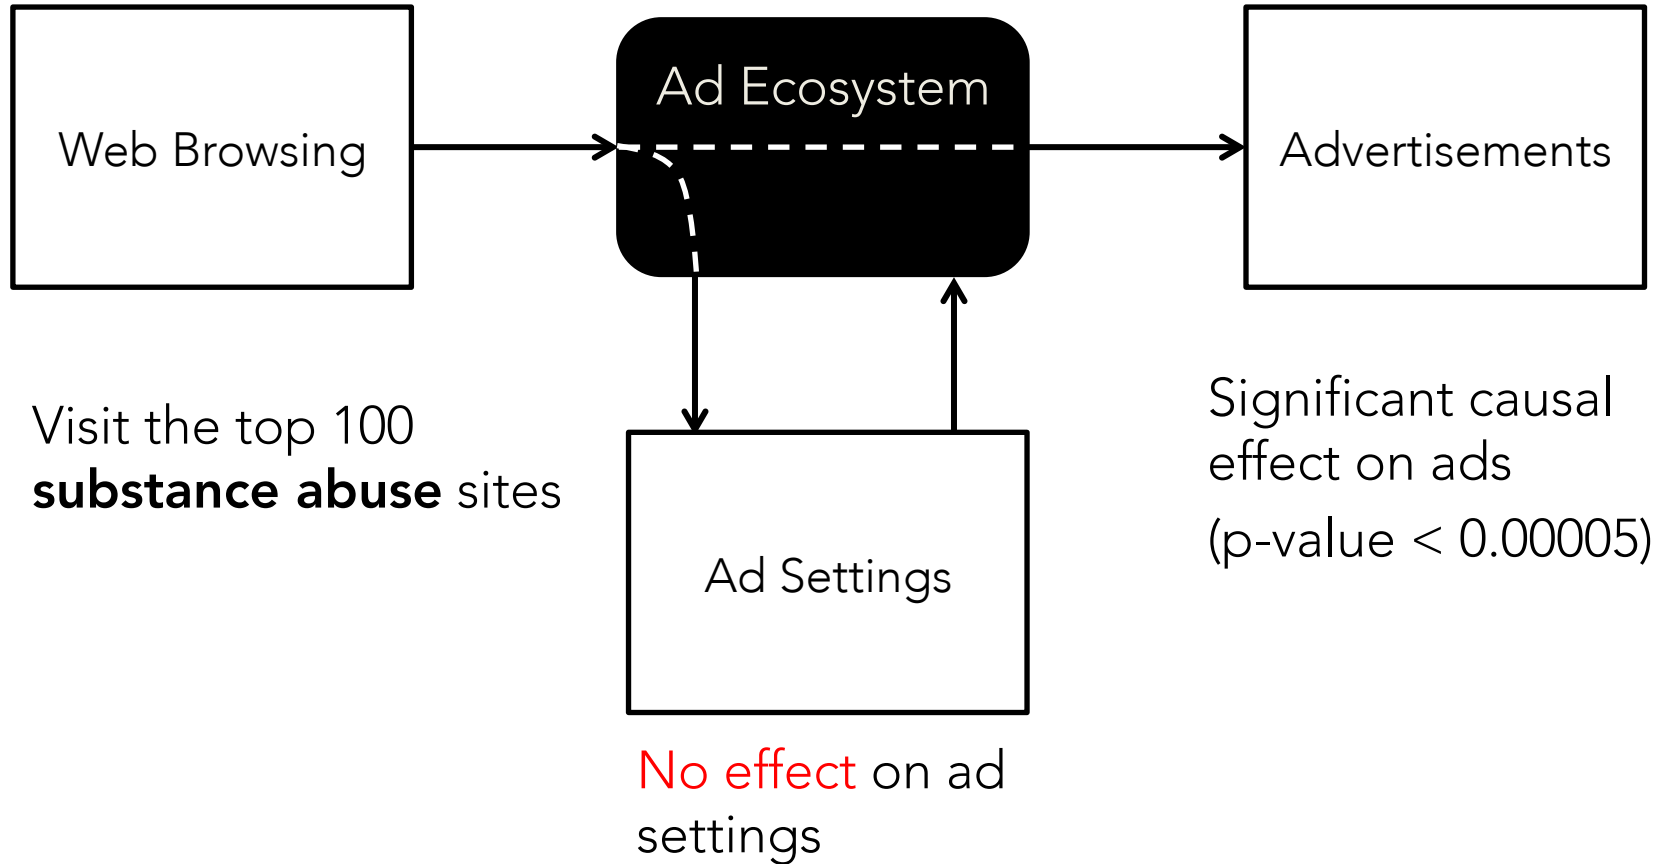 Web Browsing
Ad Ecosystem
Advertisements
Visit the top 100
substance abuse sites
Ad Settings
No effect on ad
settings
Significant causal
effect on ads
(p-value < 0.00005)